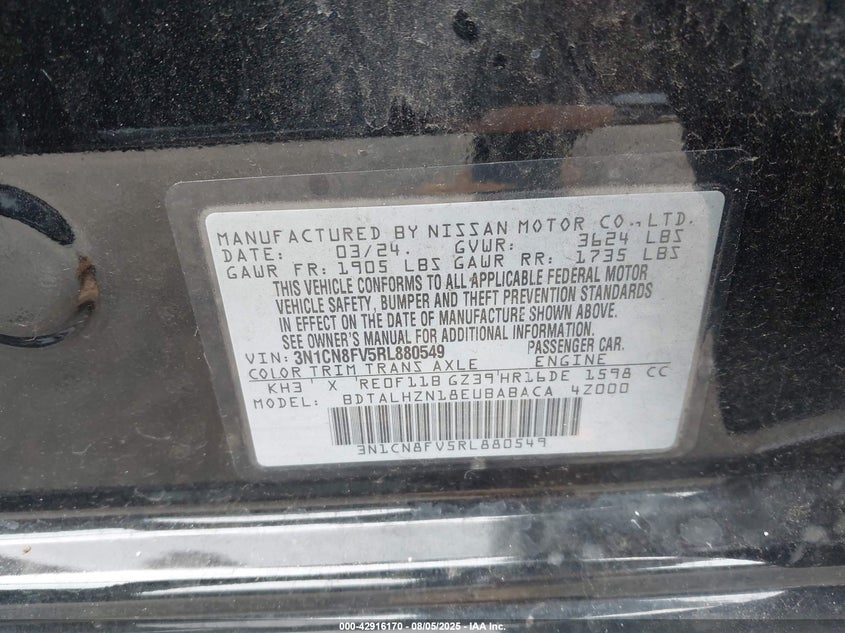 MANUFACTURED BY NISSAN MOTOR CO., LTD.
DATE: 03/24. GVWR: 3624 LBS
GAWR FR: 1905 LBS GAWR RR: 1735 LBS
THIS VEHICLE CONFORMS TO ALL APPLICABLE FEDERAL MOTOR
VEHICLE SAFETY, BUMPER AND THEFT PREVENTION STANDARDS
IN EFFECT ON THE DATE OF MANUFACTURE SHOWN ABOVE.
SEE OWNER'S MANUAL FOR ADDITIONAL INFORMATION.
VIN: 3N1CN8FV5RL880549 PASSENGER CAR.
COLOR TRIM TRANS AXLE ENGINE
KH3 X RE0F11B GZ39 HR16DE 1598 CC
MODEL: BDTALHZN18EUBABACA 4Z000
3N1CN8FV5RL880549
000-42916170 - 08/05/2025 - IAA Inc.